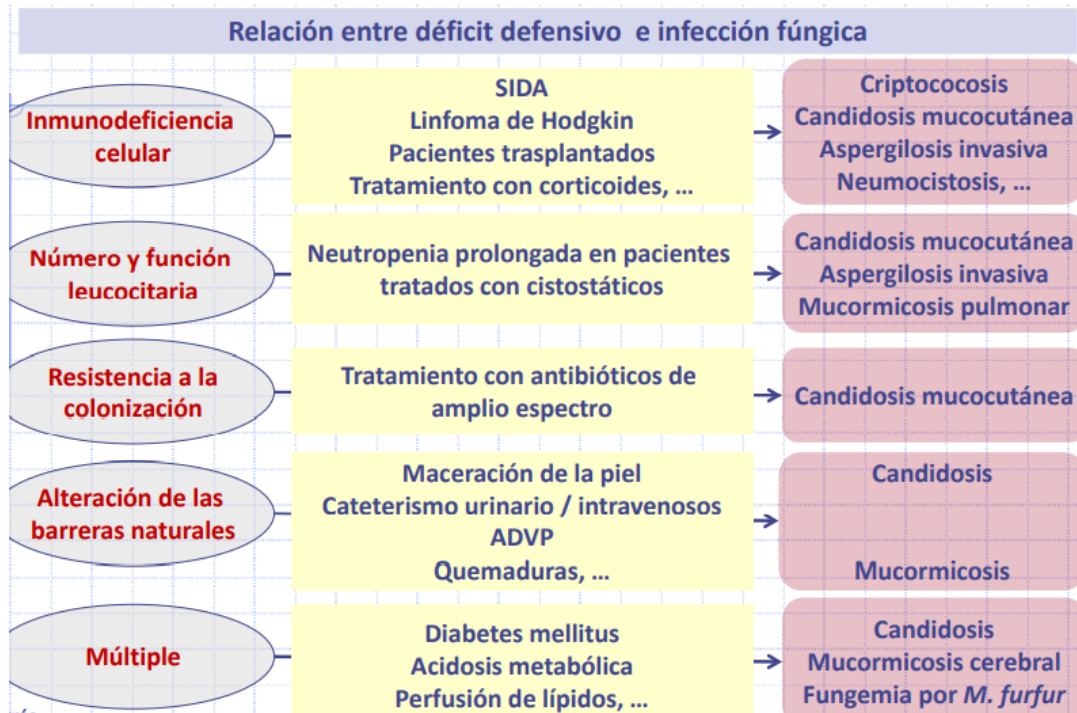 Relación entre déficit defensivo e infección fúngica
Inmunodeficiencia
celular
SIDA
Linfoma de Hodgkin
Pacientes trasplantados
Tratamiento con corticoides, ...
Criptococosis
Candidosis mucocutánea
Aspergilosis invasiva
Neumocistosis, ...
Número y función
leucocitaria
Neutropenia prolongada en pacientes
tratados con cistostáticos
Candidosis mucocutánea
Aspergilosis invasiva
Mucormicosis pulmonar
Resistencia a la
colonización
Tratamiento con antibióticos de
amplio espectro
Candidosis mucocutánea
Alteración de las
barreras naturales
Maceración de la piel
Cateterismo urinario / intravenosos
ADVP
Quemaduras, ...
Candidosis
Mucormicosis
Múltiple
Diabetes mellitus
Acidosis metabólica
Perfusión de lípidos, ...
Candidosis
Mucormicosis cerebral
Fungemia por M. furfur